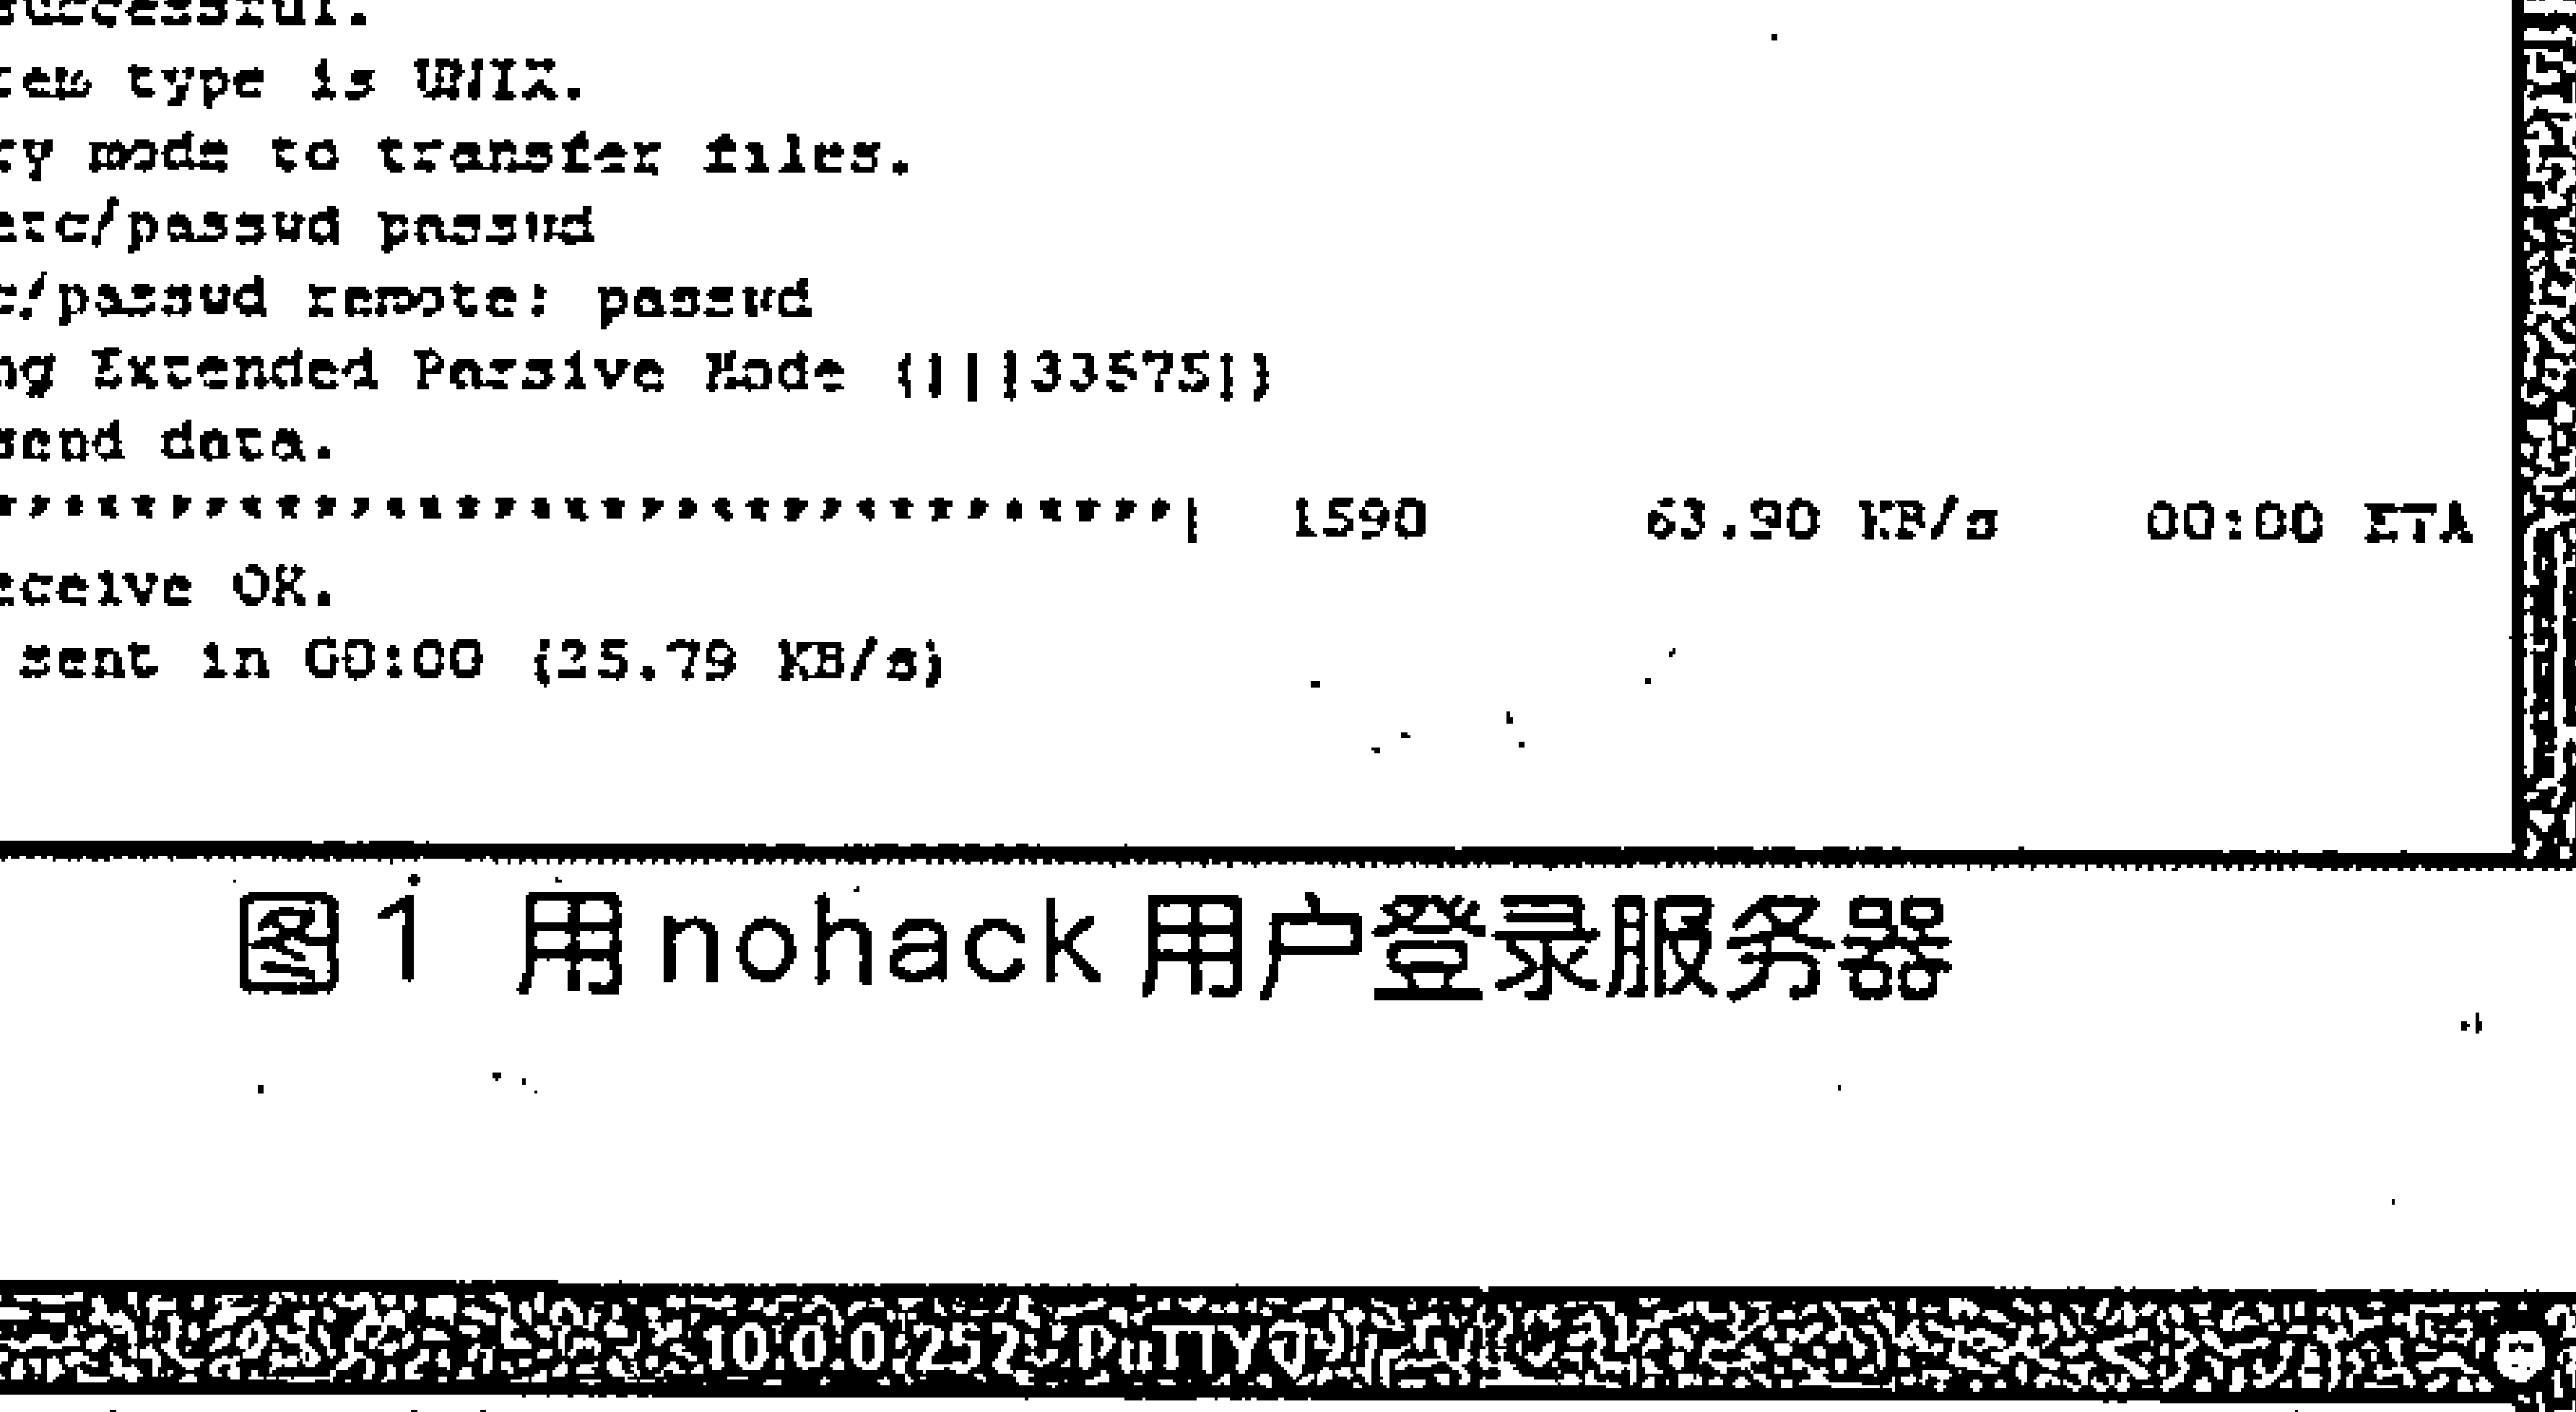 successful.
tem type is UNIX.
ry mode to transfer files.
etc/passwd passwd
c/passwd remote: passwd
ng Extended Passive Mode (|||33575|)
send data.
************************************| 1590 63.90 KB/s 00:00 ETA
eceive OK.
sent in 00:00 (25.79 KB/s)
图1 用nohack用户登录服务器
10.0.0.252 - PuTTY